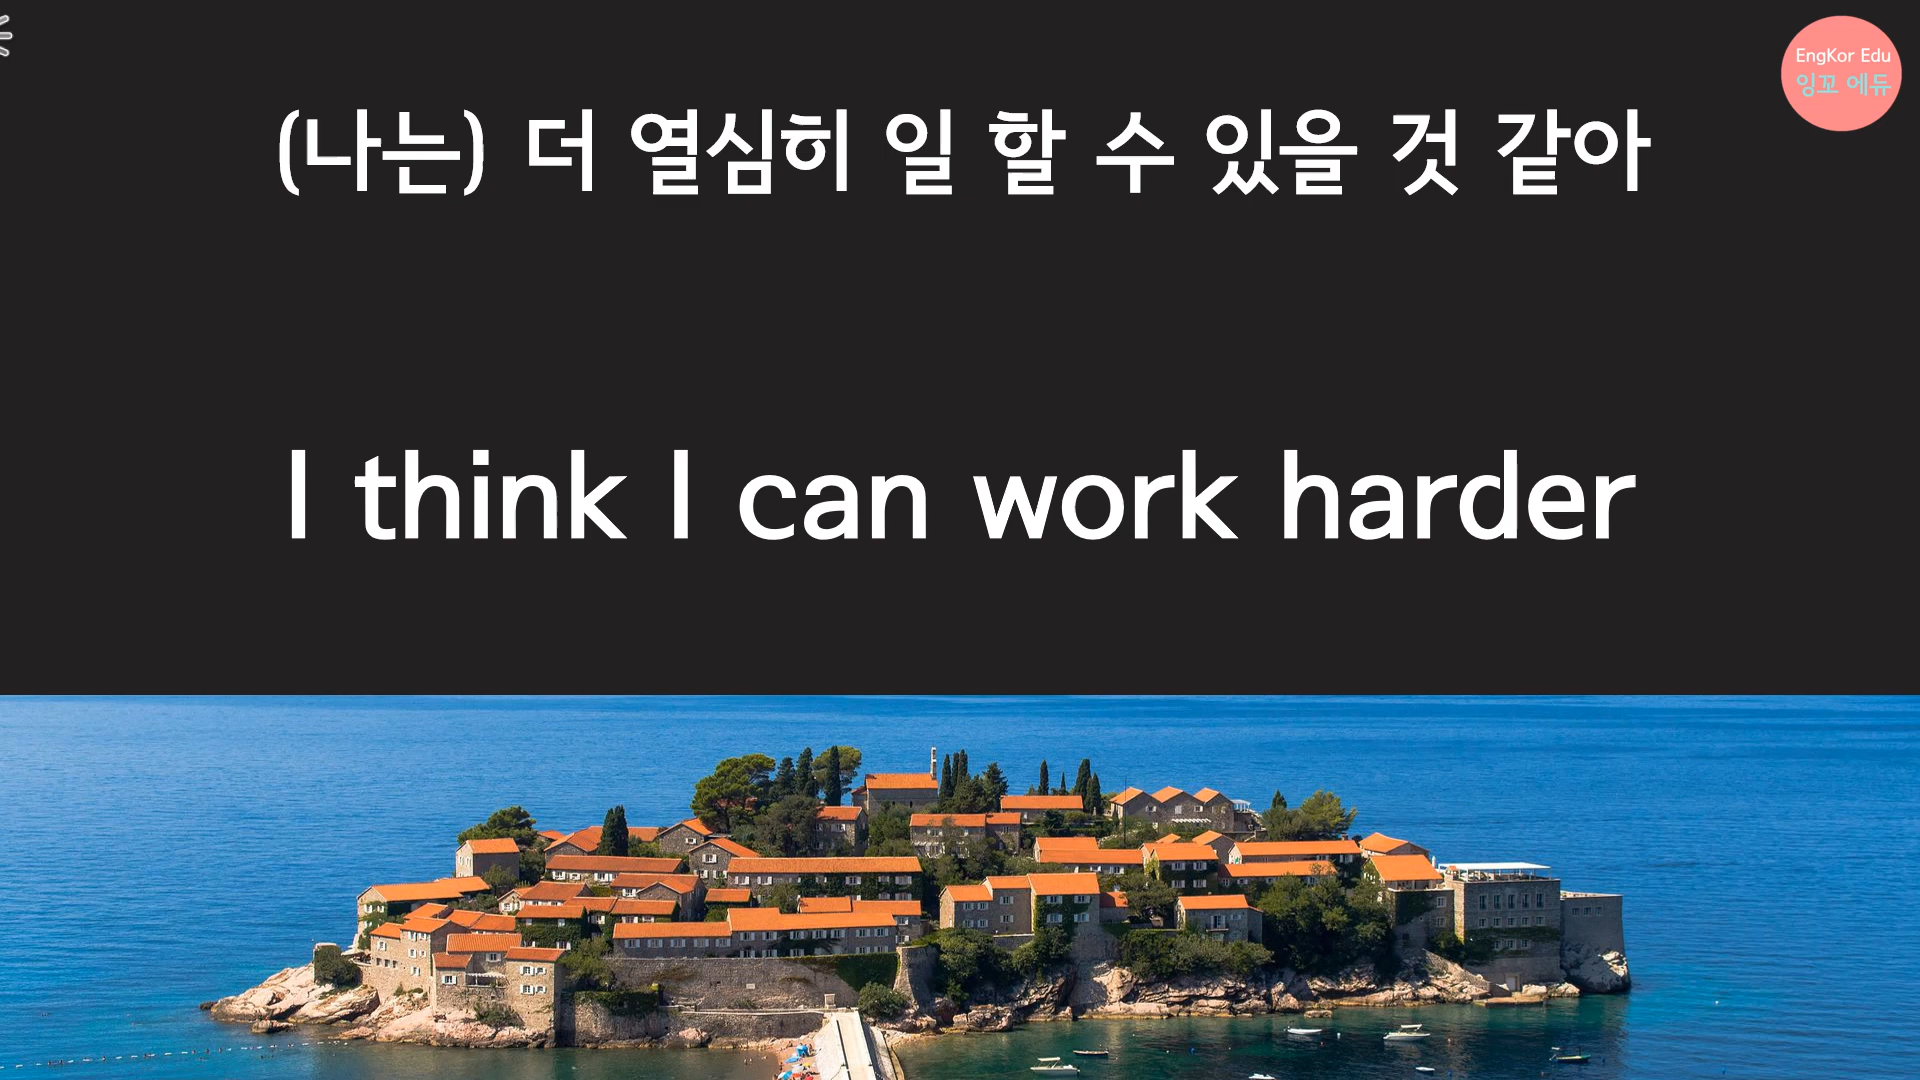 EngKor Edu
잉꼬 에듀
(나는) 더 열심히 일 할 수 있을 것 같아
I think I can work harder